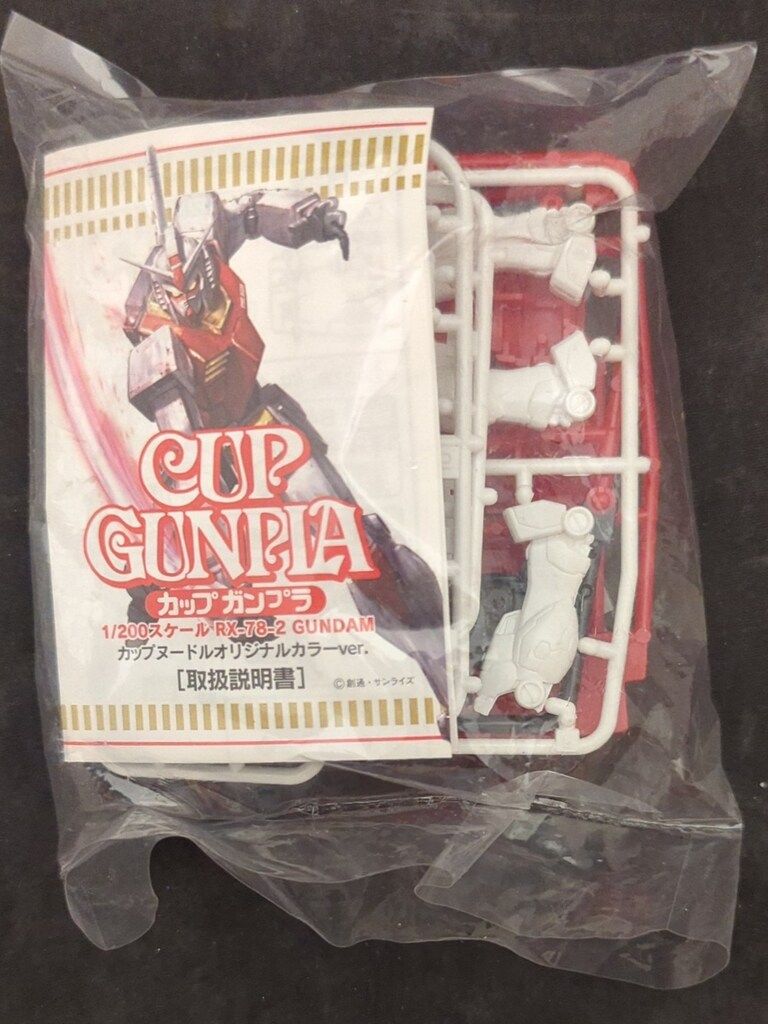 CUP
GUNPLA
カップガンプラ
1/200スケール RX-78-2 GUNDAM
カップヌードルオリジナルカラーver.
[取扱説明書]
©創通・サンライズ